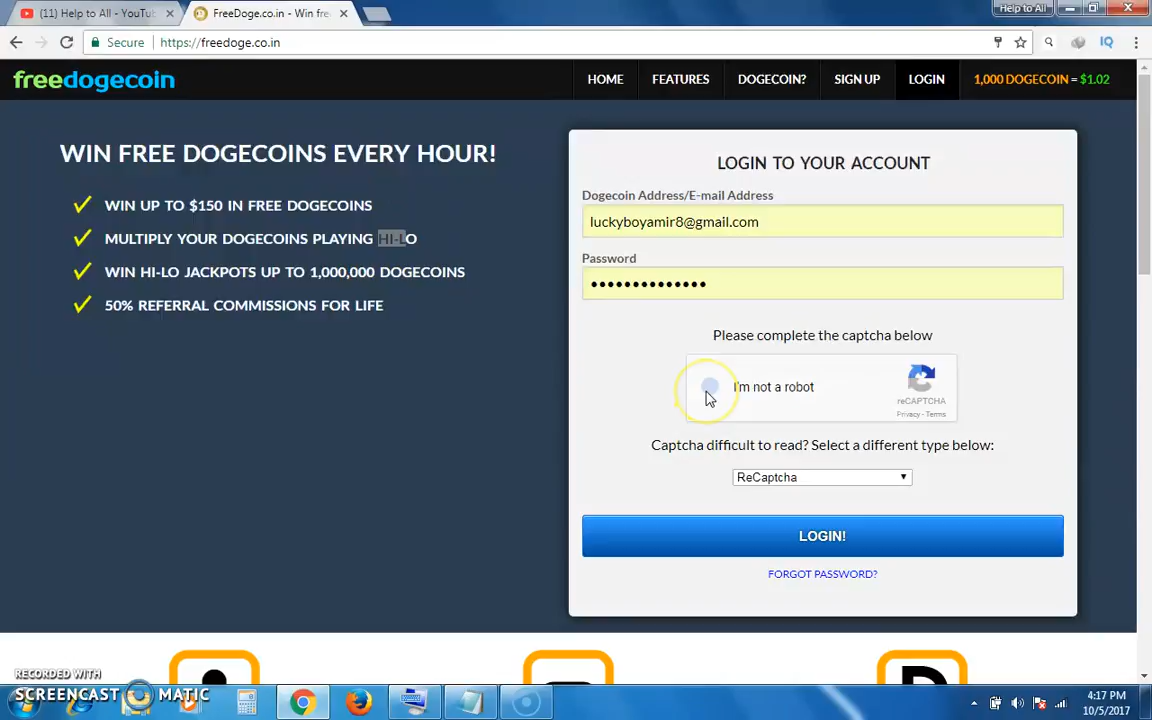 (11) Help to All - YouTu
FreeDoge.co.in - Win fre
Help to All
Secure
https://freedoge.co.in
freedogecoin
HOME
FEATURES
DOGECOIN?
SIGN UP
LOGIN
1,000 DOGECOIN = $1.02
WIN FREE DOGECOINS EVERY HOUR!
WIN UP TO $150 IN FREE DOGECOINS
MULTIPLY YOUR DOGECOINS PLAYING HI-LO
WIN HI-LO JACKPOTS UP TO 1,000,000 DOGECOINS
50% REFERRAL COMMISSIONS FOR LIFE
LOGIN TO YOUR ACCOUNT
Dogecoin Address/E-mail Address
luckyboyamir8@gmail.com
Password
••••••••••••••
Please complete the captcha below
I'm not a robot
reCAPTCHA
Privacy - Terms
Captcha difficult to read? Select a different type below:
ReCaptcha
LOGIN!
FORGOT PASSWORD?
RECORDED WITH
SCREENCAST MATIC
4:17 PM
10/5/2017